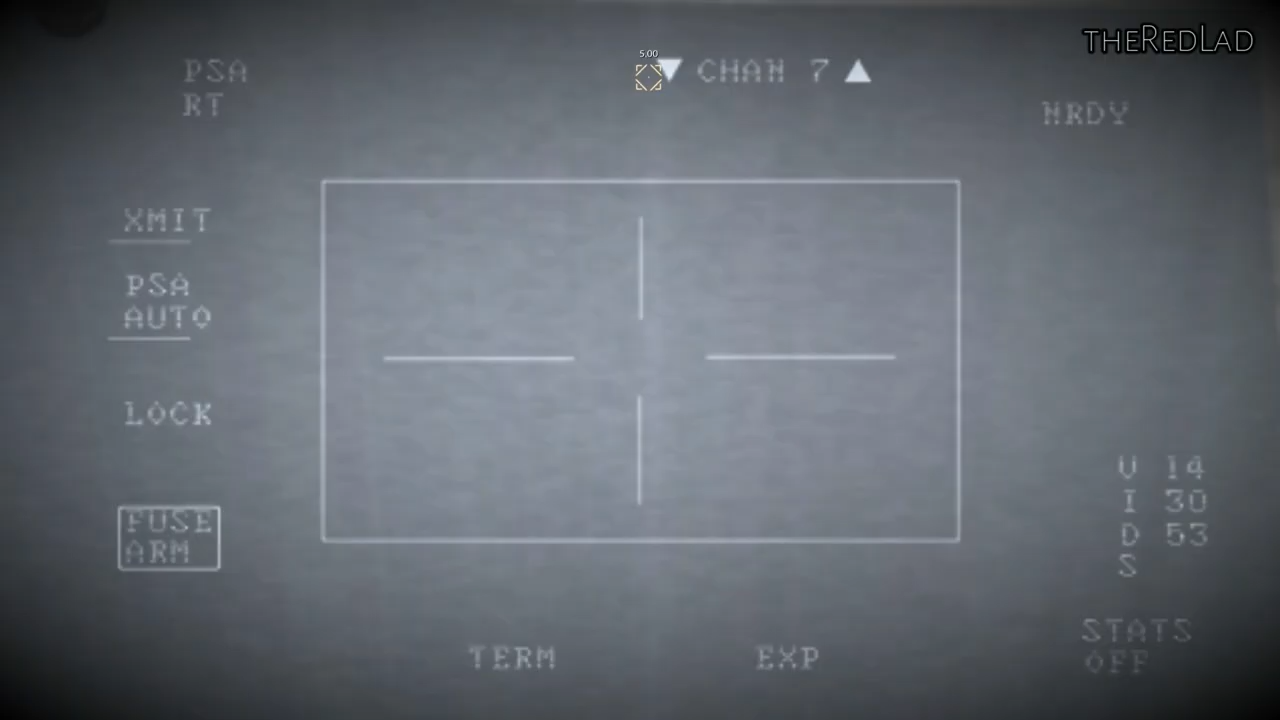 theRedLad
5.00
PSA
RT
▼ CHAN 7 ▲
NRDY
XMIT
PSA
AUTO
LOCK
FUSE
ARM
V 14
I 30
D 53
S
TERM
EXP
STATS
OFF